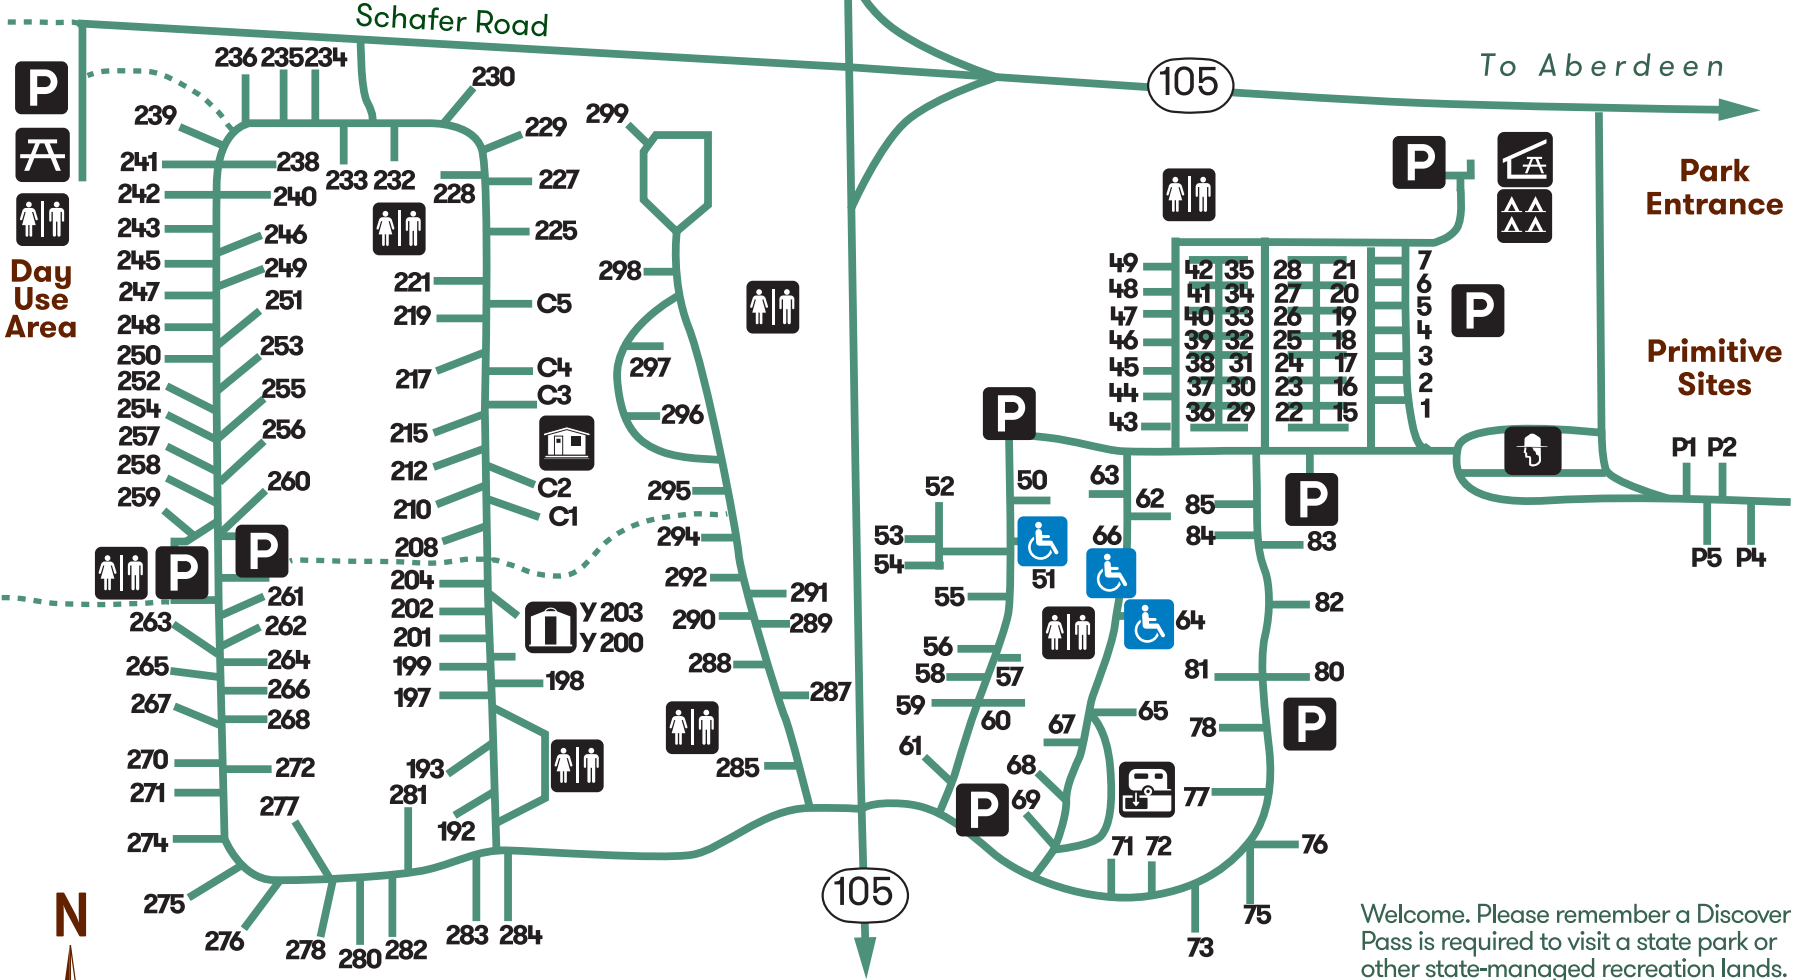 Schafer Road
105
To Aberdeen
P
Day
Use
Area
236 235 234
230
239
229
299
241 238
233 232
228
227
242 240
243
246
225
245
249
298
221
247
251
C5
219
248
253
297
250
C4
217
252
255
C3
296
254
257
256
215
258
212
260
C2
295
259
210
C1
208
294
P
P
204
292
291
261
202
Y 203
290
289
263
262
201
Y 200
264
199
288
265
266
198
197
287
267
268
270
272
193
285
271
281
277
192
274
275
276
278
280
282
283 284
N
105
P
Park
Entrance
49 42 35 28 21 7
48 41 34 27 20 6
47 40 33 26 19 5
P
46 39 32 25 18 4
45 38 31 24 17 3
44 37 30 23 16 2
43 36 29 22 15 1
Primitive
Sites
P
P1 P2
P5 P4
52
50
63
62
85
P
53
66
84
83
54
51
55
82
64
56
58
57
81
80
59
60
67
65
78
P
61
68
P
69
77
71 72
76
75
73
Welcome. Please remember a Discover
Pass is required to visit a state park or
other state-managed recreation lands.